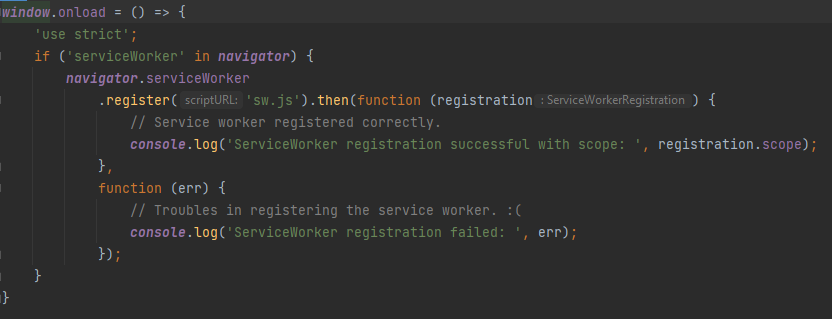 window.onload = () => {
    'use strict';
    if ('serviceWorker' in navigator) {
        navigator.serviceWorker
            .register( scriptURL: 'sw.js').then(function (registration : ServiceWorkerRegistration ) {
                // Service worker registered correctly.
                console.log('ServiceWorker registration successful with scope: ', registration.scope);
            },
            function (err) {
                // Troubles in registering the service worker. :(
                console.log('ServiceWorker registration failed: ', err);
            });
    }
}